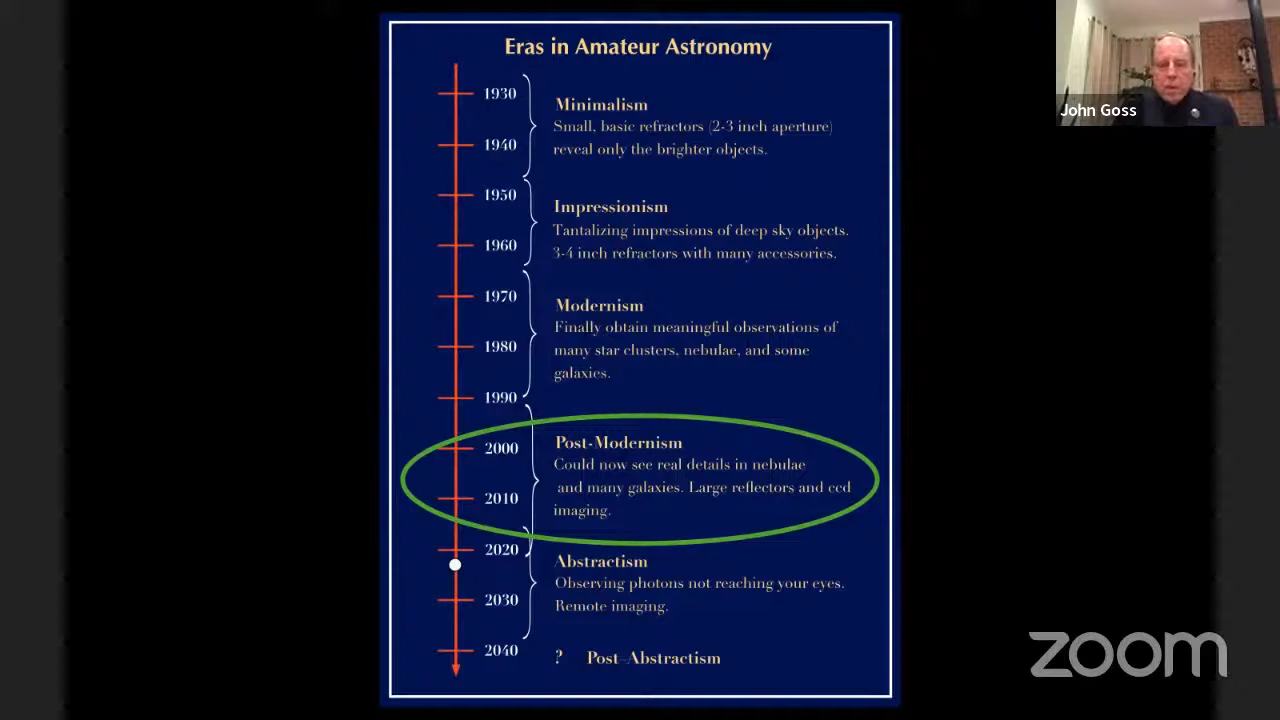 Eras in Amateur Astronomy
John Goss
1930
Minimalism
Small, basic refractors (2-3 inch aperture)
1940
reveal only the brighter objects.
1950
Impressionism
Tantalizing impressions of deep sky objects.
1960
3-4 inch refractors with many accessories.
1970
Modernism
Finally obtain meaningful observations of
1980
many star clusters, nebulae, and some
galaxies.
1990
Post-Modernism
2000
Could now see real details in nebulae
and many galaxies. Large reflectors and ccd
2010
imaging.
2020
Abstractism
Observing photons not reaching your eyes.
2030
Remote imaging.
2040
? Post-Abstractism
zoom